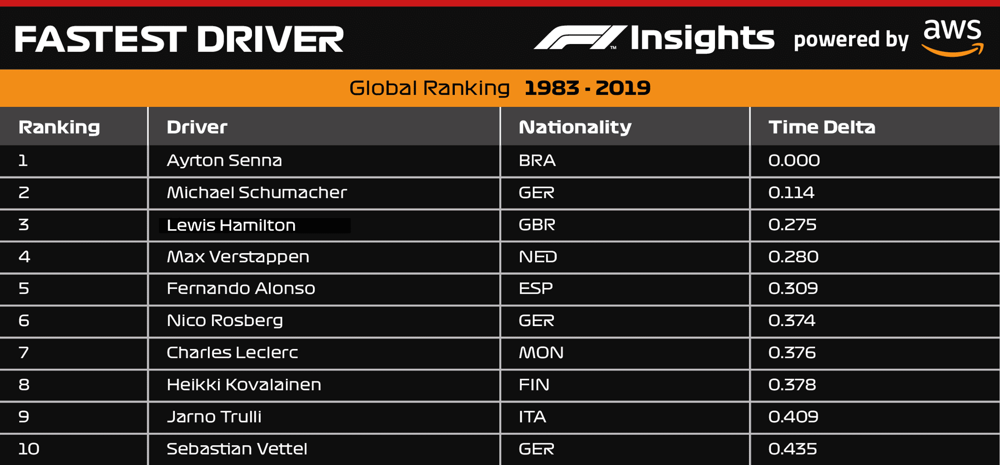 FASTEST DRIVER
F1™ Insights powered by aws
Global Ranking 1983 - 2019
Ranking Driver Nationality Time Delta
1 Ayrton Senna BRA 0.000
2 Michael Schumacher GER 0.114
3 Lewis Hamilton GBR 0.275
4 Max Verstappen NED 0.280
5 Fernando Alonso ESP 0.309
6 Nico Rosberg GER 0.374
7 Charles Leclerc MON 0.376
8 Heikki Kovalainen FIN 0.378
9 Jarno Trulli ITA 0.409
10 Sebastian Vettel GER 0.435